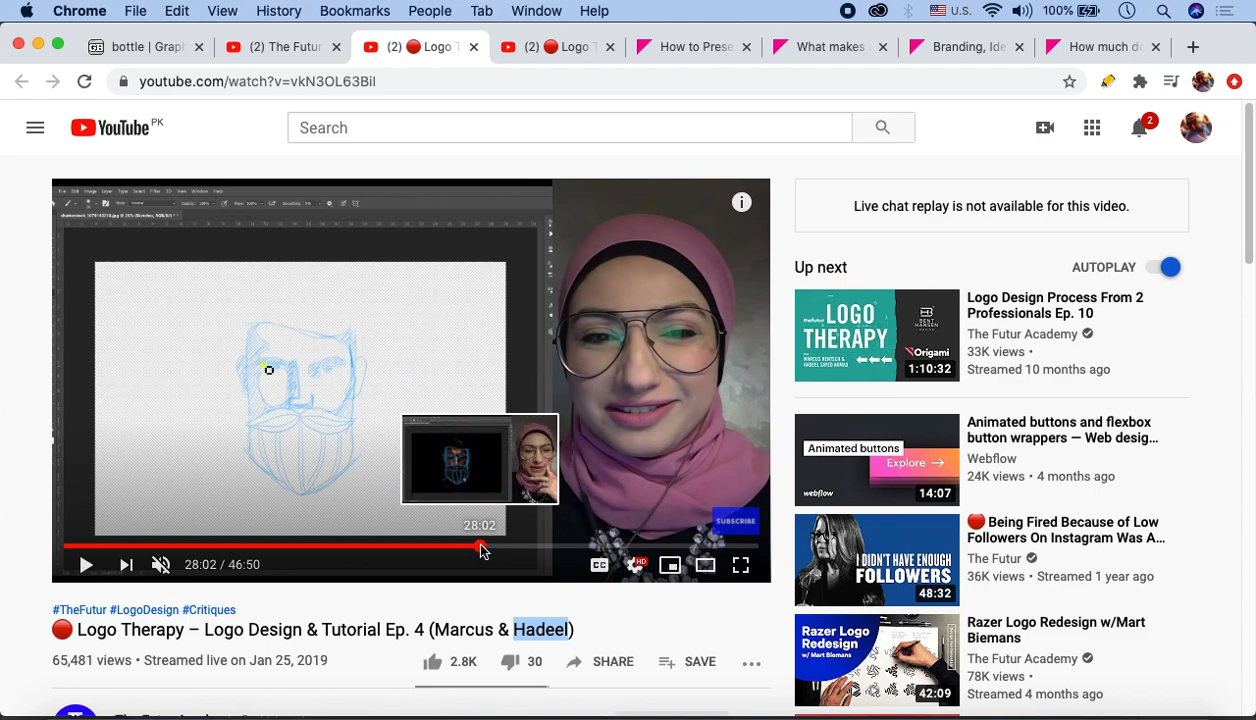 Chrome File Edit View History Bookmarks People Tab Window Help U.S. 100%
bottle | Grap
(2) The Futur
(2) 🔴 Logo T
(2) 🔴 Logo T
How to Prese
What makes
Branding, Ide
How much do
youtube.com/watch?v=vkN3OL63BiI
YouTube PK
Search
2
SUBSCRIBE
28:02
28:02 / 46:50
CC
HD
#TheFutur #LogoDesign #Critiques
🔴 Logo Therapy – Logo Design & Tutorial Ep. 4 (Marcus & Hadeel)
65,481 views • Streamed live on Jan 25, 2019
2.8K
30
SHARE
SAVE
Live chat replay is not available for this video.
Up next
AUTOPLAY
thefutur
LOGO
THERAPY
BENT
HANSEN
Origami
1:10:32
Logo Design Process From 2
Professionals Ep. 10
The Futur Academy
33K views •
Streamed 10 months ago
Animated buttons
Explore →
webflow
14:07
Animated buttons and flexbox
button wrappers — Web desig...
Webflow
24K views • 4 months ago
I DIDN'T HAVE
ENOUGH
FOLLOWERS
48:32
🔴 Being Fired Because of Low
Followers On Instagram Was A...
The Futur
36K views • Streamed 1 year ago
Razer Logo
Redesign
w/ Mart Biemans
42:09
Razer Logo Redesign w/Mart
Biemans
The Futur Academy
78K views •
Streamed 4 months ago